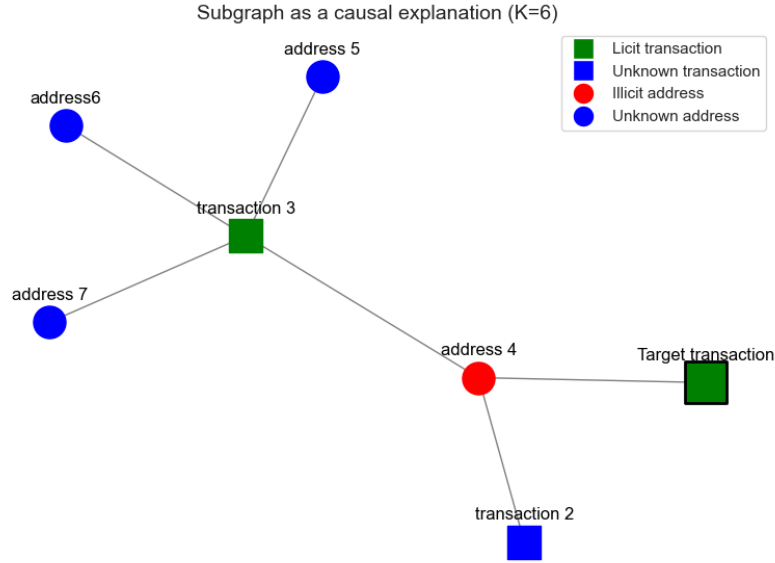 Subgraph as a causal explanation (K=6)
address 5
Licit transaction
Unknown transaction
Illicit address
Unknown address
address6
transaction 3
address 7
address 4
Target transaction
transaction 2